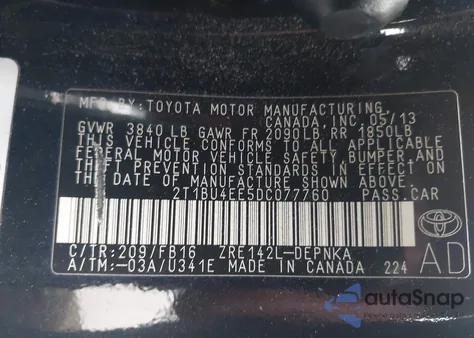 MFD.BY: TOYOTA MOTOR MANUFACTURING
CANADA, INC. 05/13
GVWR 3840 LB GAWR FR 2090LB RR 1850LB
THIS VEHICLE CONFORMS TO ALL APPLICABLE
FEDERAL MOTOR VEHICLE SAFETY, BUMPER, AND
THEFT PREVENTION STANDARDS IN EFFECT ON
THE DATE OF MANUFACTURE SHOWN ABOVE.
2T1BU4EE5DC077760 PASS.CAR
C/TR:209/FB16 ZRE142L-DEPNKA
A/TM:-03A/U341E MADE IN CANADA 224
AD
TOYOTA
autaSnap